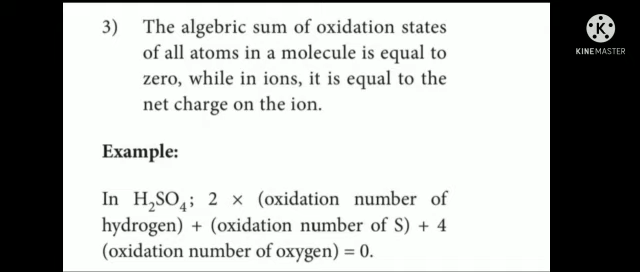 3) The algebric sum of oxidation states
of all atoms in a molecule is equal to
zero, while in ions, it is equal to the
net charge on the ion.
Example:
In H₂SO₄; 2 × (oxidation number of
hydrogen) + (oxidation number of S) + 4
(oxidation number of oxygen) = 0.
KINEMASTER